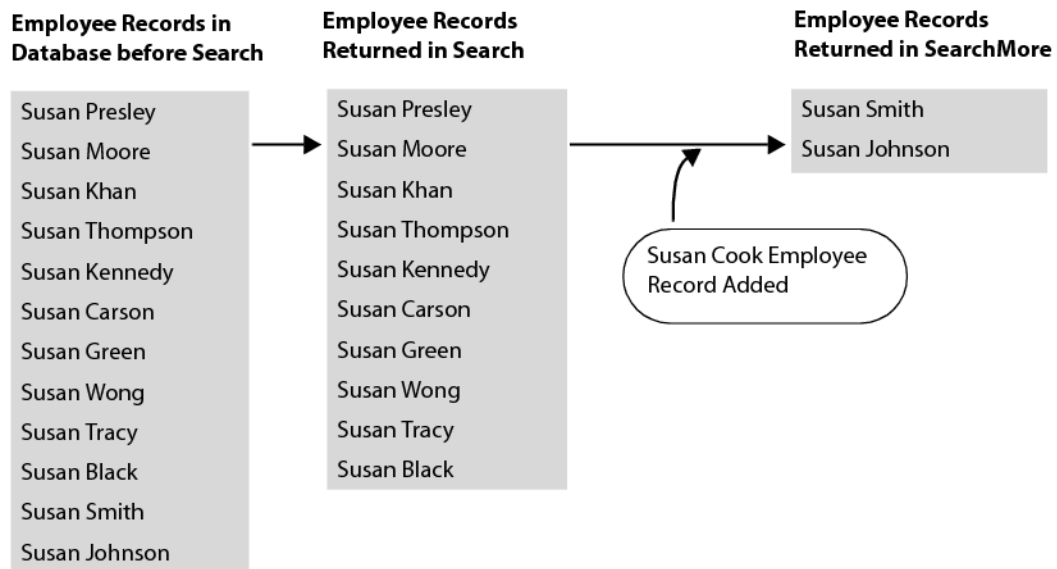 Employee Records in
Database before Search
Susan Presley
Susan Moore
Susan Khan
Susan Thompson
Susan Kennedy
Susan Carson
Susan Green
Susan Wong
Susan Tracy
Susan Black
Susan Smith
Susan Johnson
Employee Records
Returned in Search
Susan Presley
Susan Moore
Susan Khan
Susan Thompson
Susan Kennedy
Susan Carson
Susan Green
Susan Wong
Susan Tracy
Susan Black
Susan Cook Employee
Record Added
Employee Records
Returned in SearchMore
Susan Smith
Susan Johnson